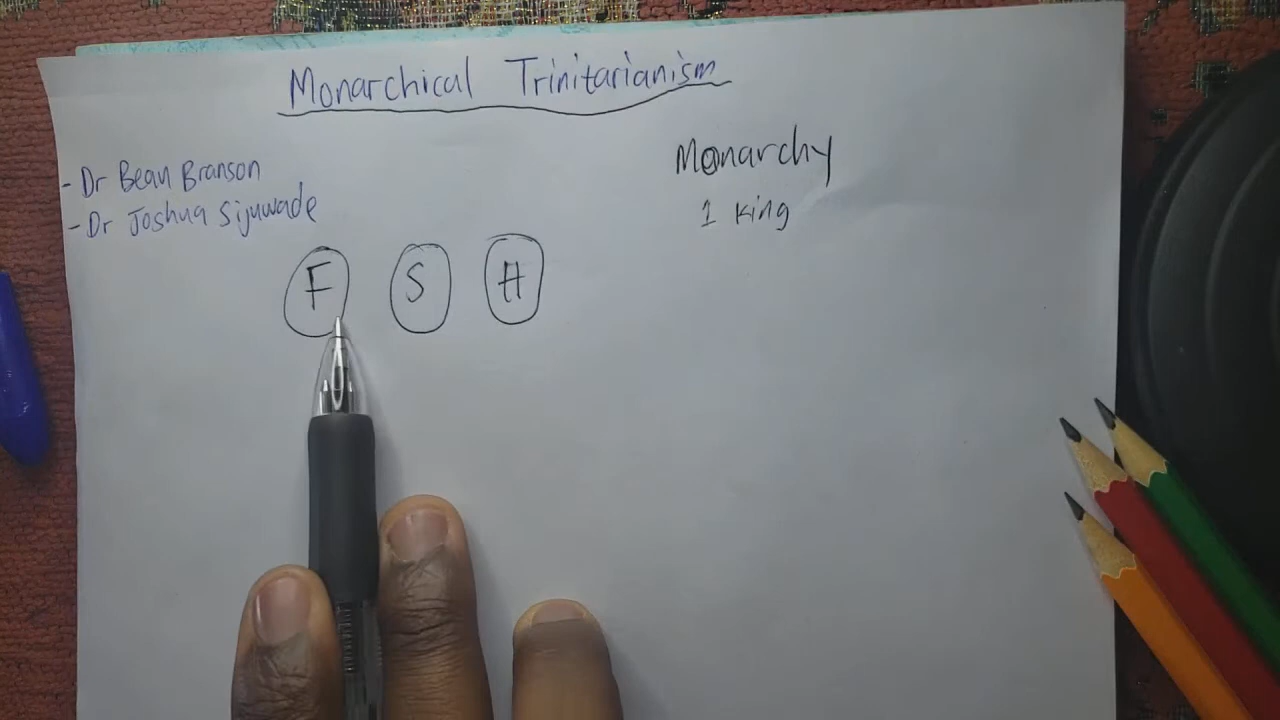 Monarchical Trinitarianism
- Dr Beau Branson
- Dr Joshua Sijuwade
Monarchy
1 king
F S H